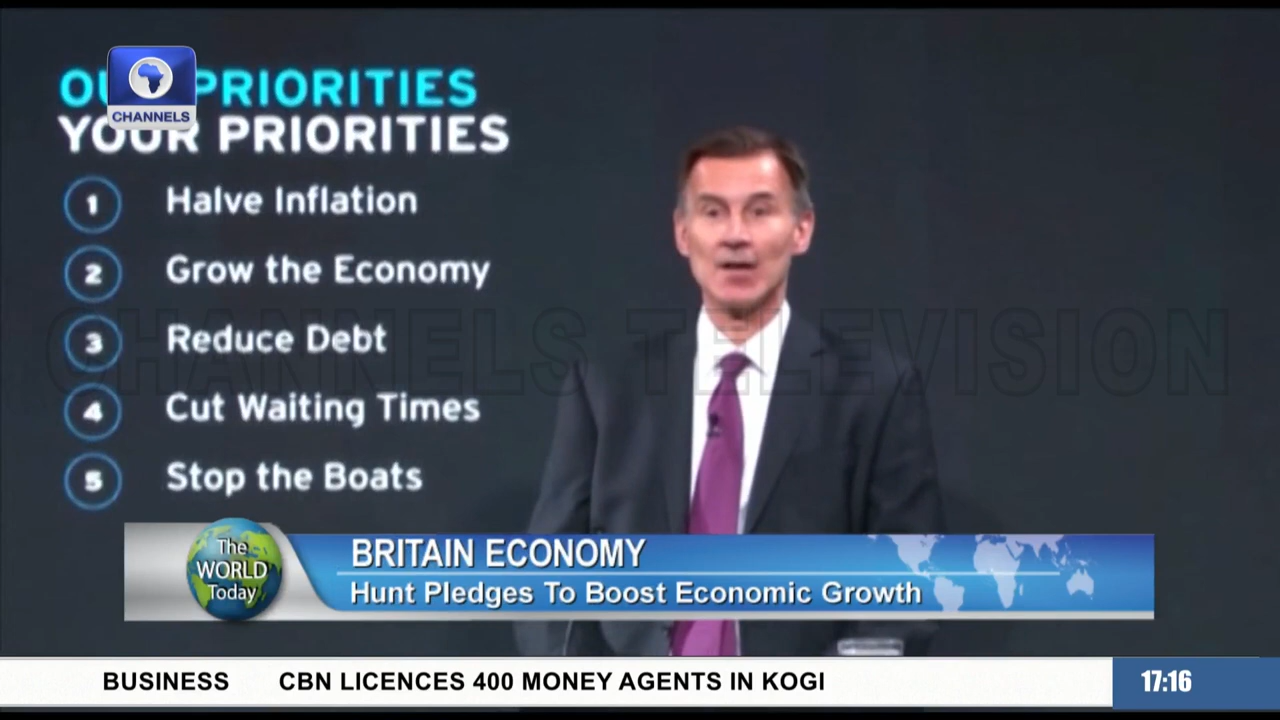 OUR PRIORITIES
YOUR PRIORITIES
CHANNELS
1 Halve Inflation
2 Grow the Economy
3 Reduce Debt
4 Cut Waiting Times
5 Stop the Boats
CHANNELS TELEVISION
The
WORLD
Today
BRITAIN ECONOMY
Hunt Pledges To Boost Economic Growth
BUSINESS CBN LICENCES 400 MONEY AGENTS IN KOGI
17:16